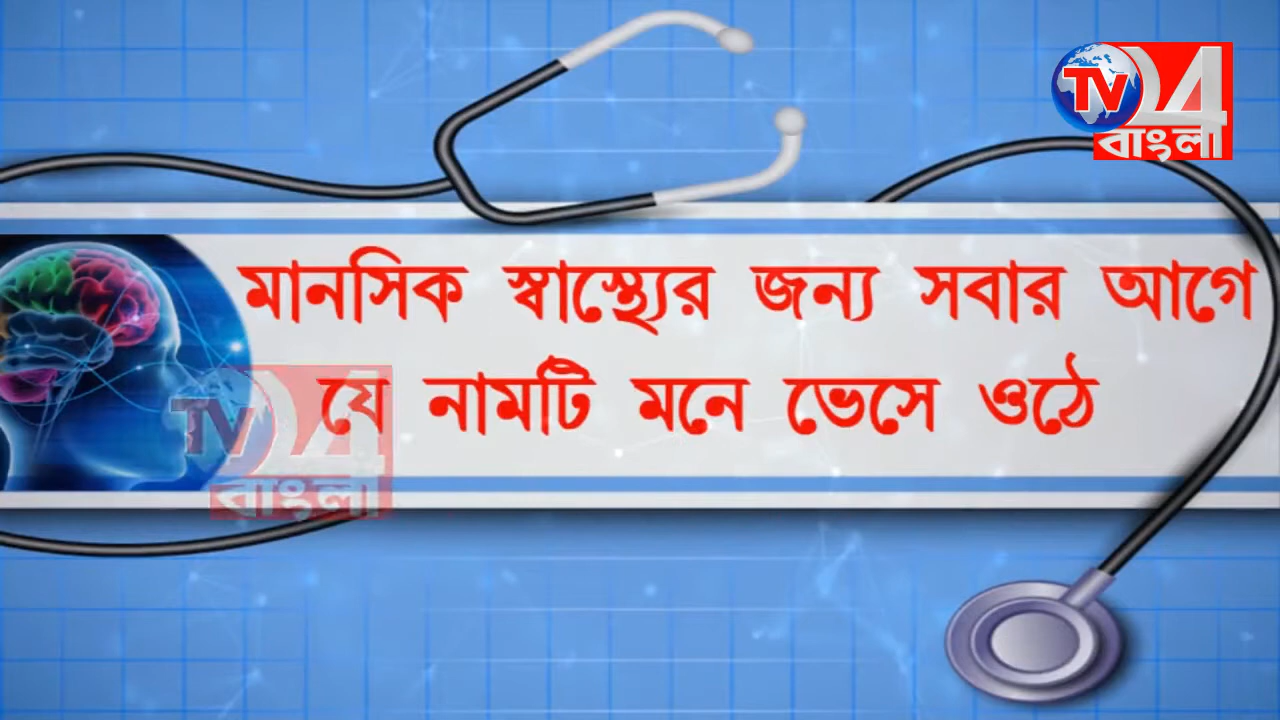 TV 24
বাংলা
মানসিক স্বাস্থ্যের জন্য সবার আগে
যে নামটি মনে ভেসে ওঠে
TV 24
বাংলা